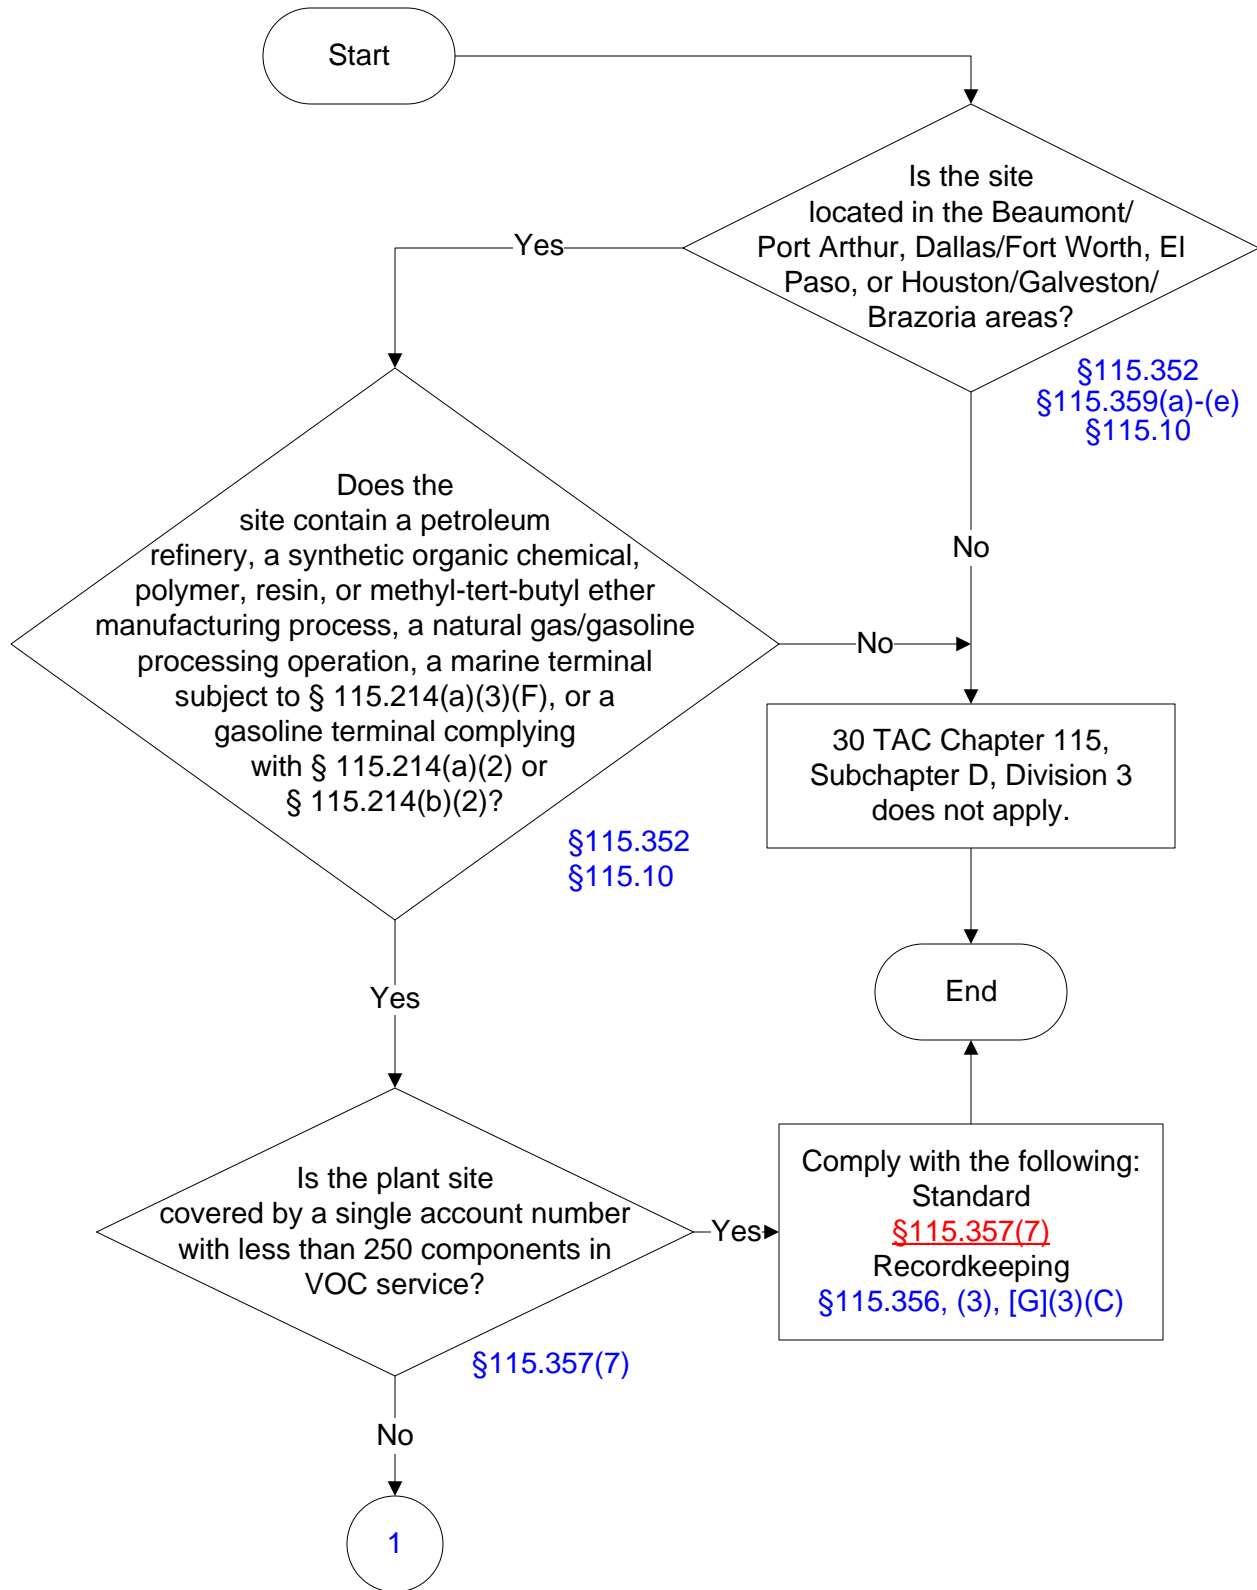 Start
Is the site
located in the Beaumont/
Port Arthur, Dallas/Fort Worth, El
Paso, or Houston/Galveston/
Brazoria areas?
Yes
§115.352
§115.359(a)-(e)
§115.10
No
Does the
site contain a petroleum
refinery, a synthetic organic chemical,
polymer, resin, or methyl-tert-butyl ether
manufacturing process, a natural gas/gasoline
processing operation, a marine terminal
subject to § 115.214(a)(3)(F), or a
gasoline terminal complying
with § 115.214(a)(2) or
§ 115.214(b)(2)?
No
§115.352
§115.10
30 TAC Chapter 115,
Subchapter D, Division 3
does not apply.
End
Yes
Is the plant site
covered by a single account number
with less than 250 components in
VOC service?
Yes
§115.357(7)
Comply with the following:
Standard
§115.357(7)
Recordkeeping
§115.356, (3), [G](3)(C)
No
1